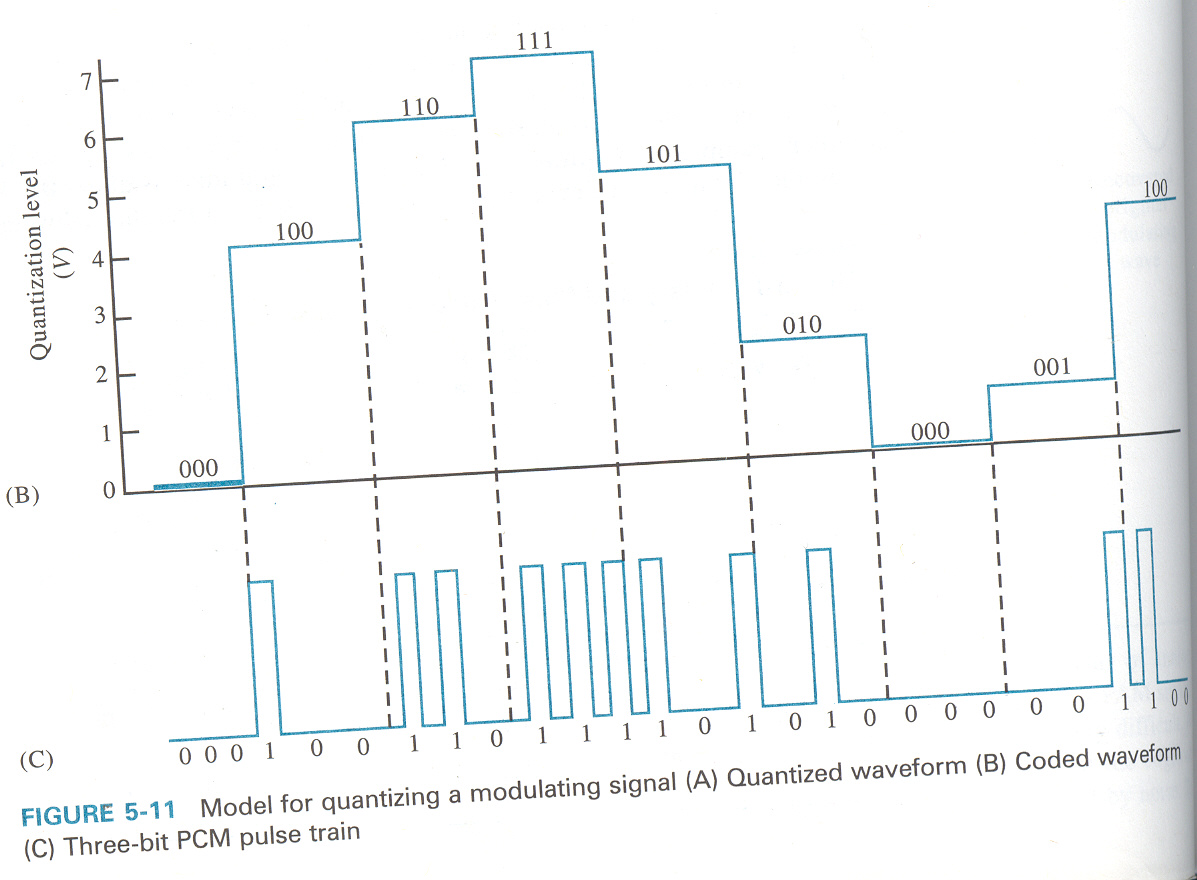 111
7
110
6
101
5
100
100
4
Quantization level
(V)
3
010
2
001
1
000
000
0
(B)
(C)
0 0 0 1 0 0 1 1 0 1 1 1 1 0 1 0 1 0 0 0 0 0 0 1 1 0 0
FIGURE 5-11 Model for quantizing a modulating signal (A) Quantized waveform (B) Coded waveform
(C) Three-bit PCM pulse train